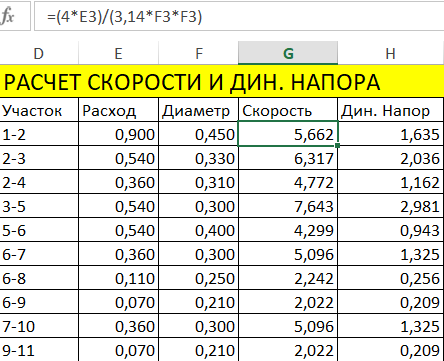 fx =(4*E3)/(3,14*F3*F3)
D E F G H
РАСЧЕТ СКОРОСТИ И ДИН. НАПОРА
Участок Расход Диаметр Скорость Дин. Напор
1-2 0,900 0,450 5,662 1,635
2-3 0,540 0,330 6,317 2,036
2-4 0,360 0,310 4,772 1,162
3-5 0,540 0,300 7,643 2,981
5-6 0,540 0,400 4,299 0,943
6-7 0,360 0,300 5,096 1,325
6-8 0,110 0,250 2,242 0,256
6-9 0,070 0,210 2,022 0,209
7-10 0,360 0,300 5,096 1,325
9-11 0,070 0,210 2,022 0,209